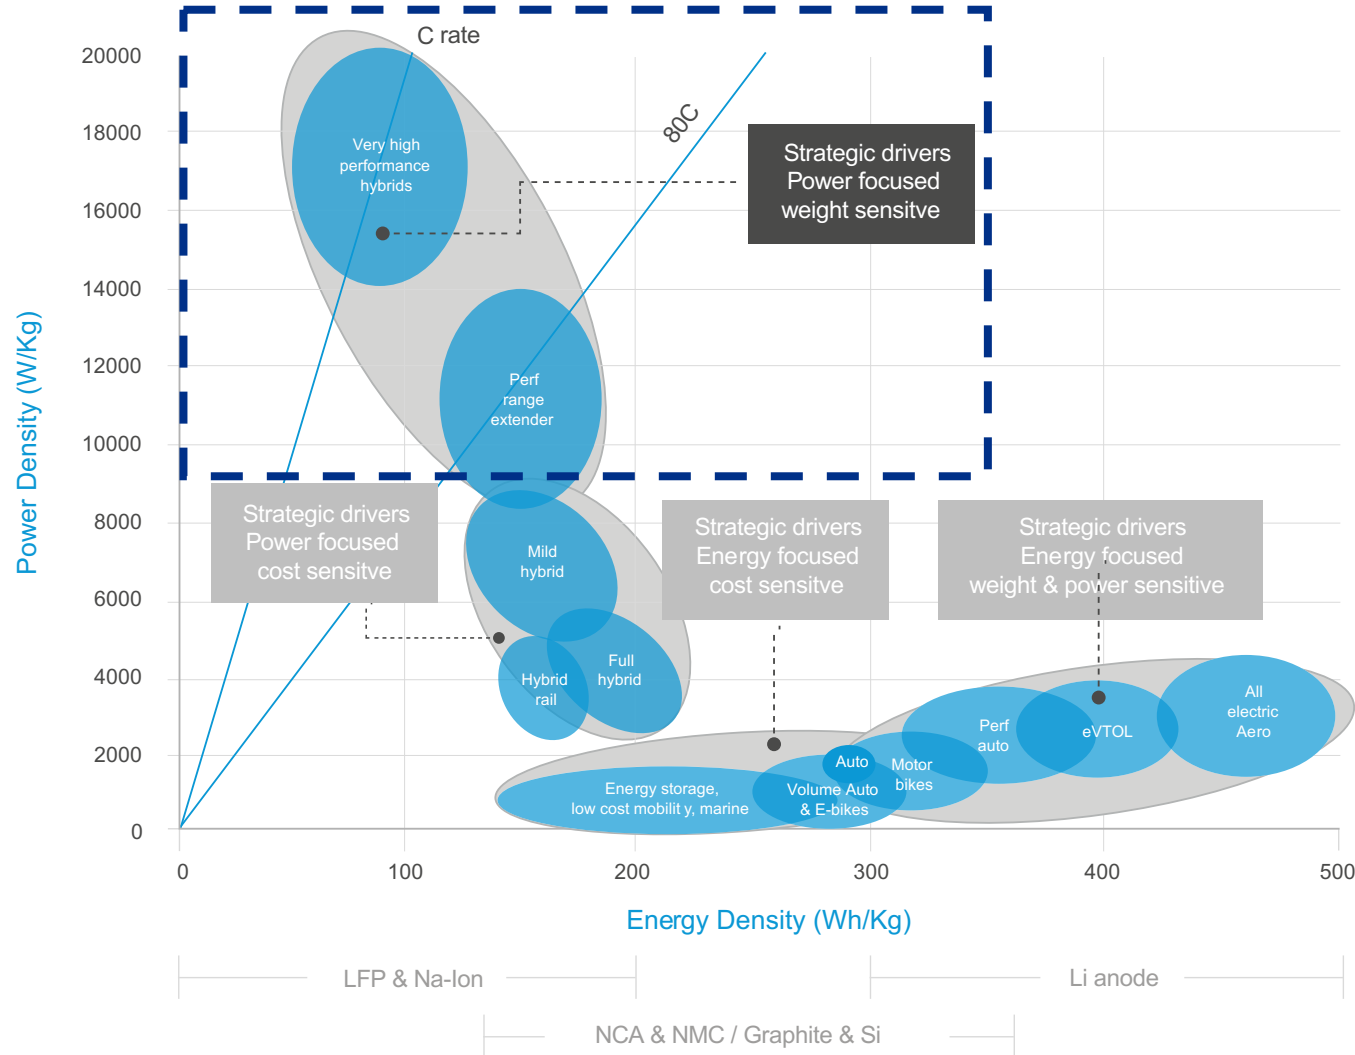 C rate
80C
20000
18000
16000
14000
12000
10000
8000
6000
4000
2000
0
Power Density (W/Kg)
Very high
performance
hybrids
Strategic drivers
Power focused
weight sensitve
Perf
range
extender
Strategic drivers
Power focused
cost sensitve
Mild
hybrid
Hybrid
rail
Full
hybrid
Strategic drivers
Energy focused
cost sensitve
Strategic drivers
Energy focused
weight & power sensitive
Energy storage,
low cost mobilit y, marine
Volume Auto
& E-bikes
Auto
Motor
bikes
Perf
auto
eVTOL
All
electric
Aero
0
100
200
300
400
500
Energy Density (Wh/Kg)
LFP & Na-Ion
Li anode
NCA & NMC / Graphite & Si